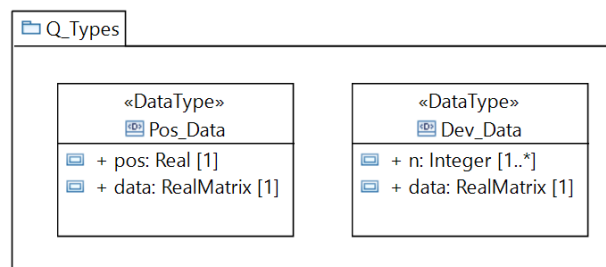 Q_Types
«DataType»
Pos_Data
+ pos: Real [1]
+ data: RealMatrix [1]
«DataType»
Dev_Data
+ n: Integer [1..*]
+ data: RealMatrix [1]